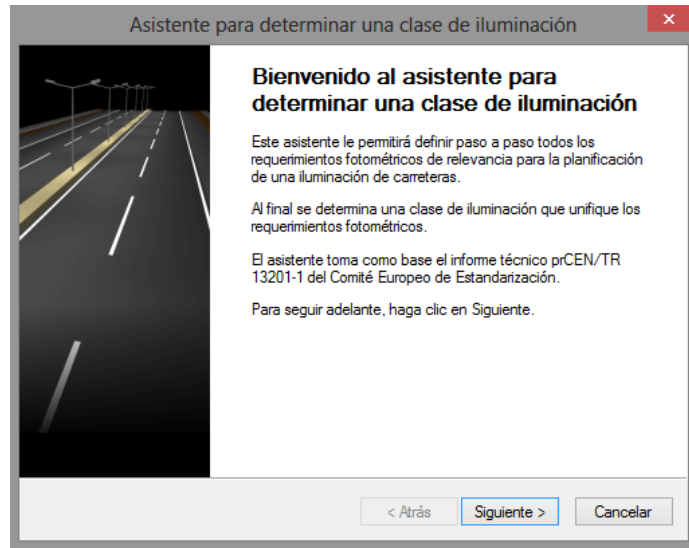 Asistente para determinar una clase de iluminación
×
Bienvenido al asistente para
determinar una clase de iluminación
Este asistente le permitirá definir paso a paso todos los
requerimientos fotométricos de relevancia para la planificación
de una iluminación de carreteras.
Al final se determina una clase de iluminación que unifique los
requerimientos fotométricos.
El asistente toma como base el informe técnico prCEN/TR
13201-1 del Comité Europeo de Estandarización.
Para seguir adelante, haga clic en Siguiente.
< Atrás Siguiente > Cancelar